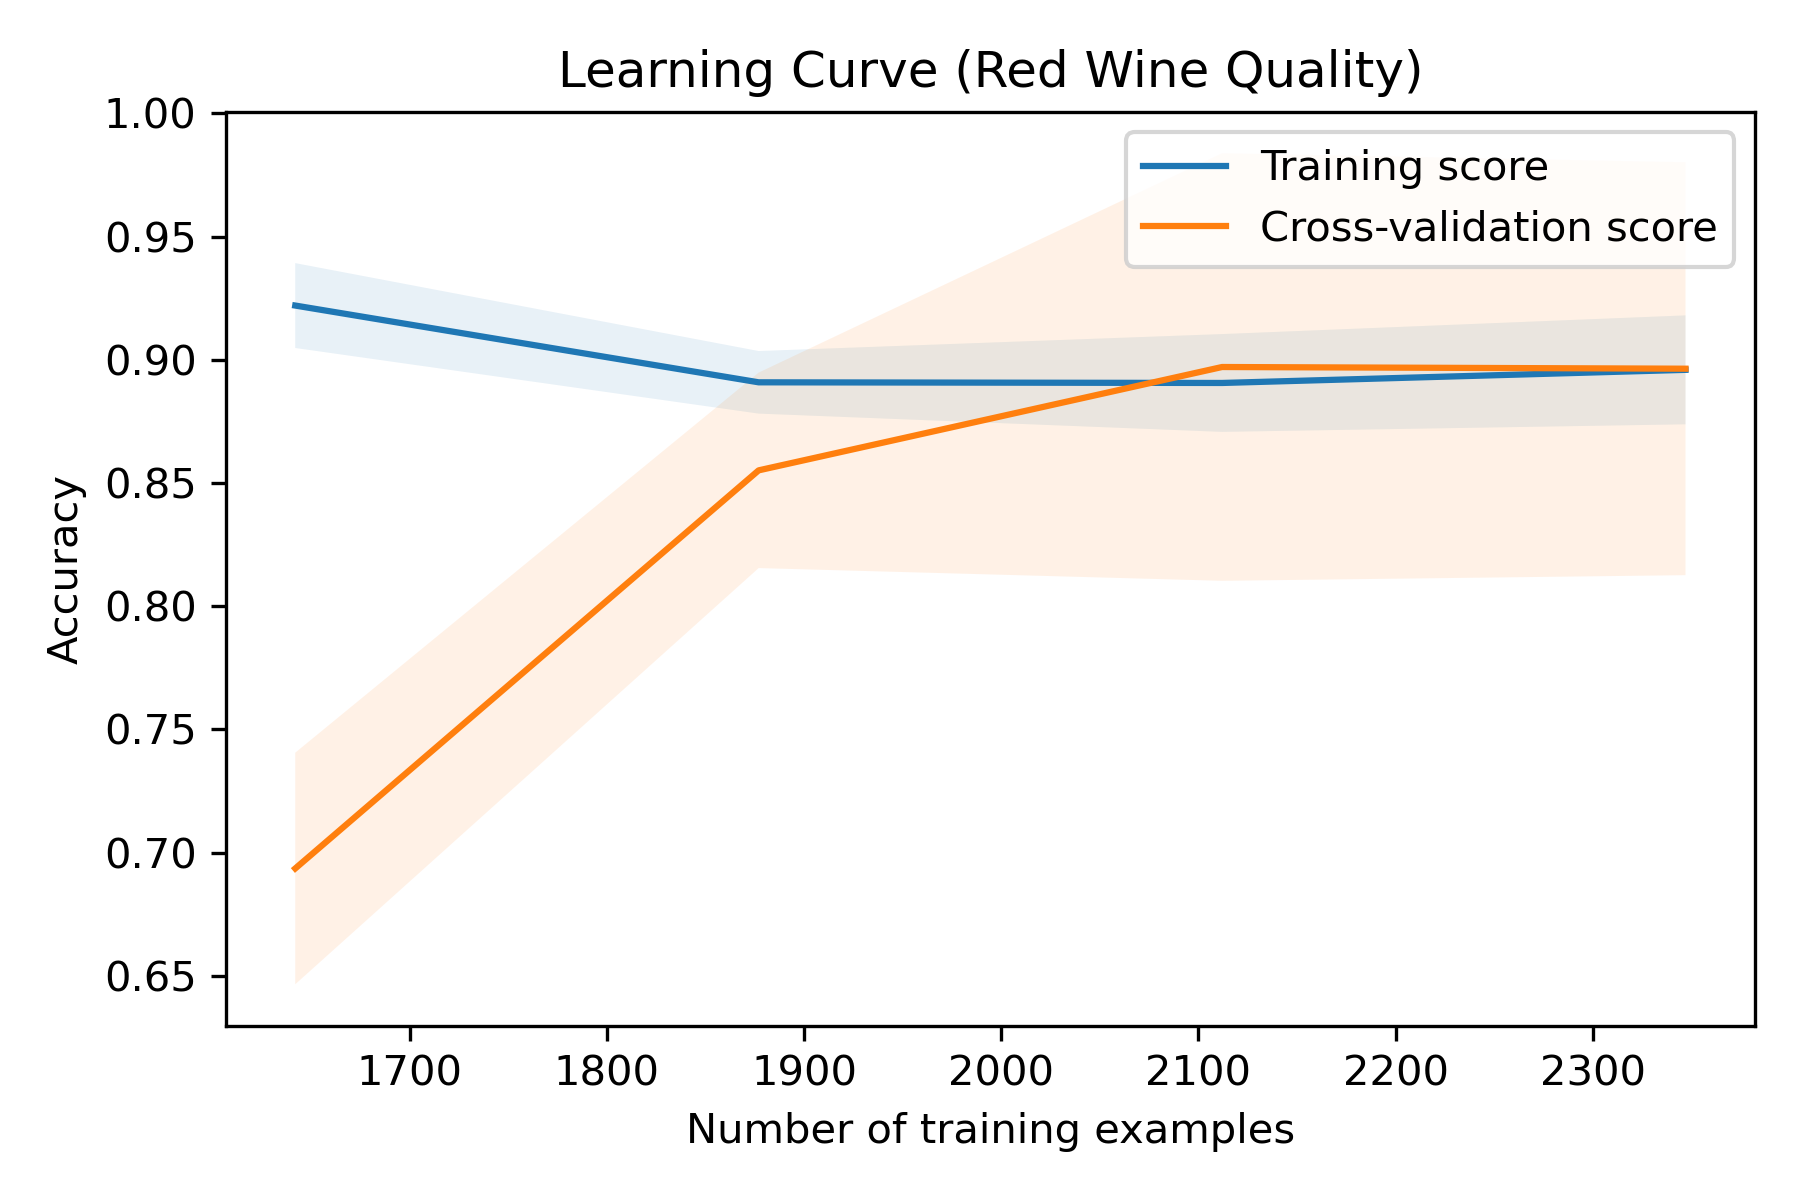 Learning Curve (Red Wine Quality)
1.00
0.95
0.90
0.85
0.80
0.75
0.70
0.65
Accuracy
Training score
Cross-validation score
1700 1800 1900 2000 2100 2200 2300
Number of training examples